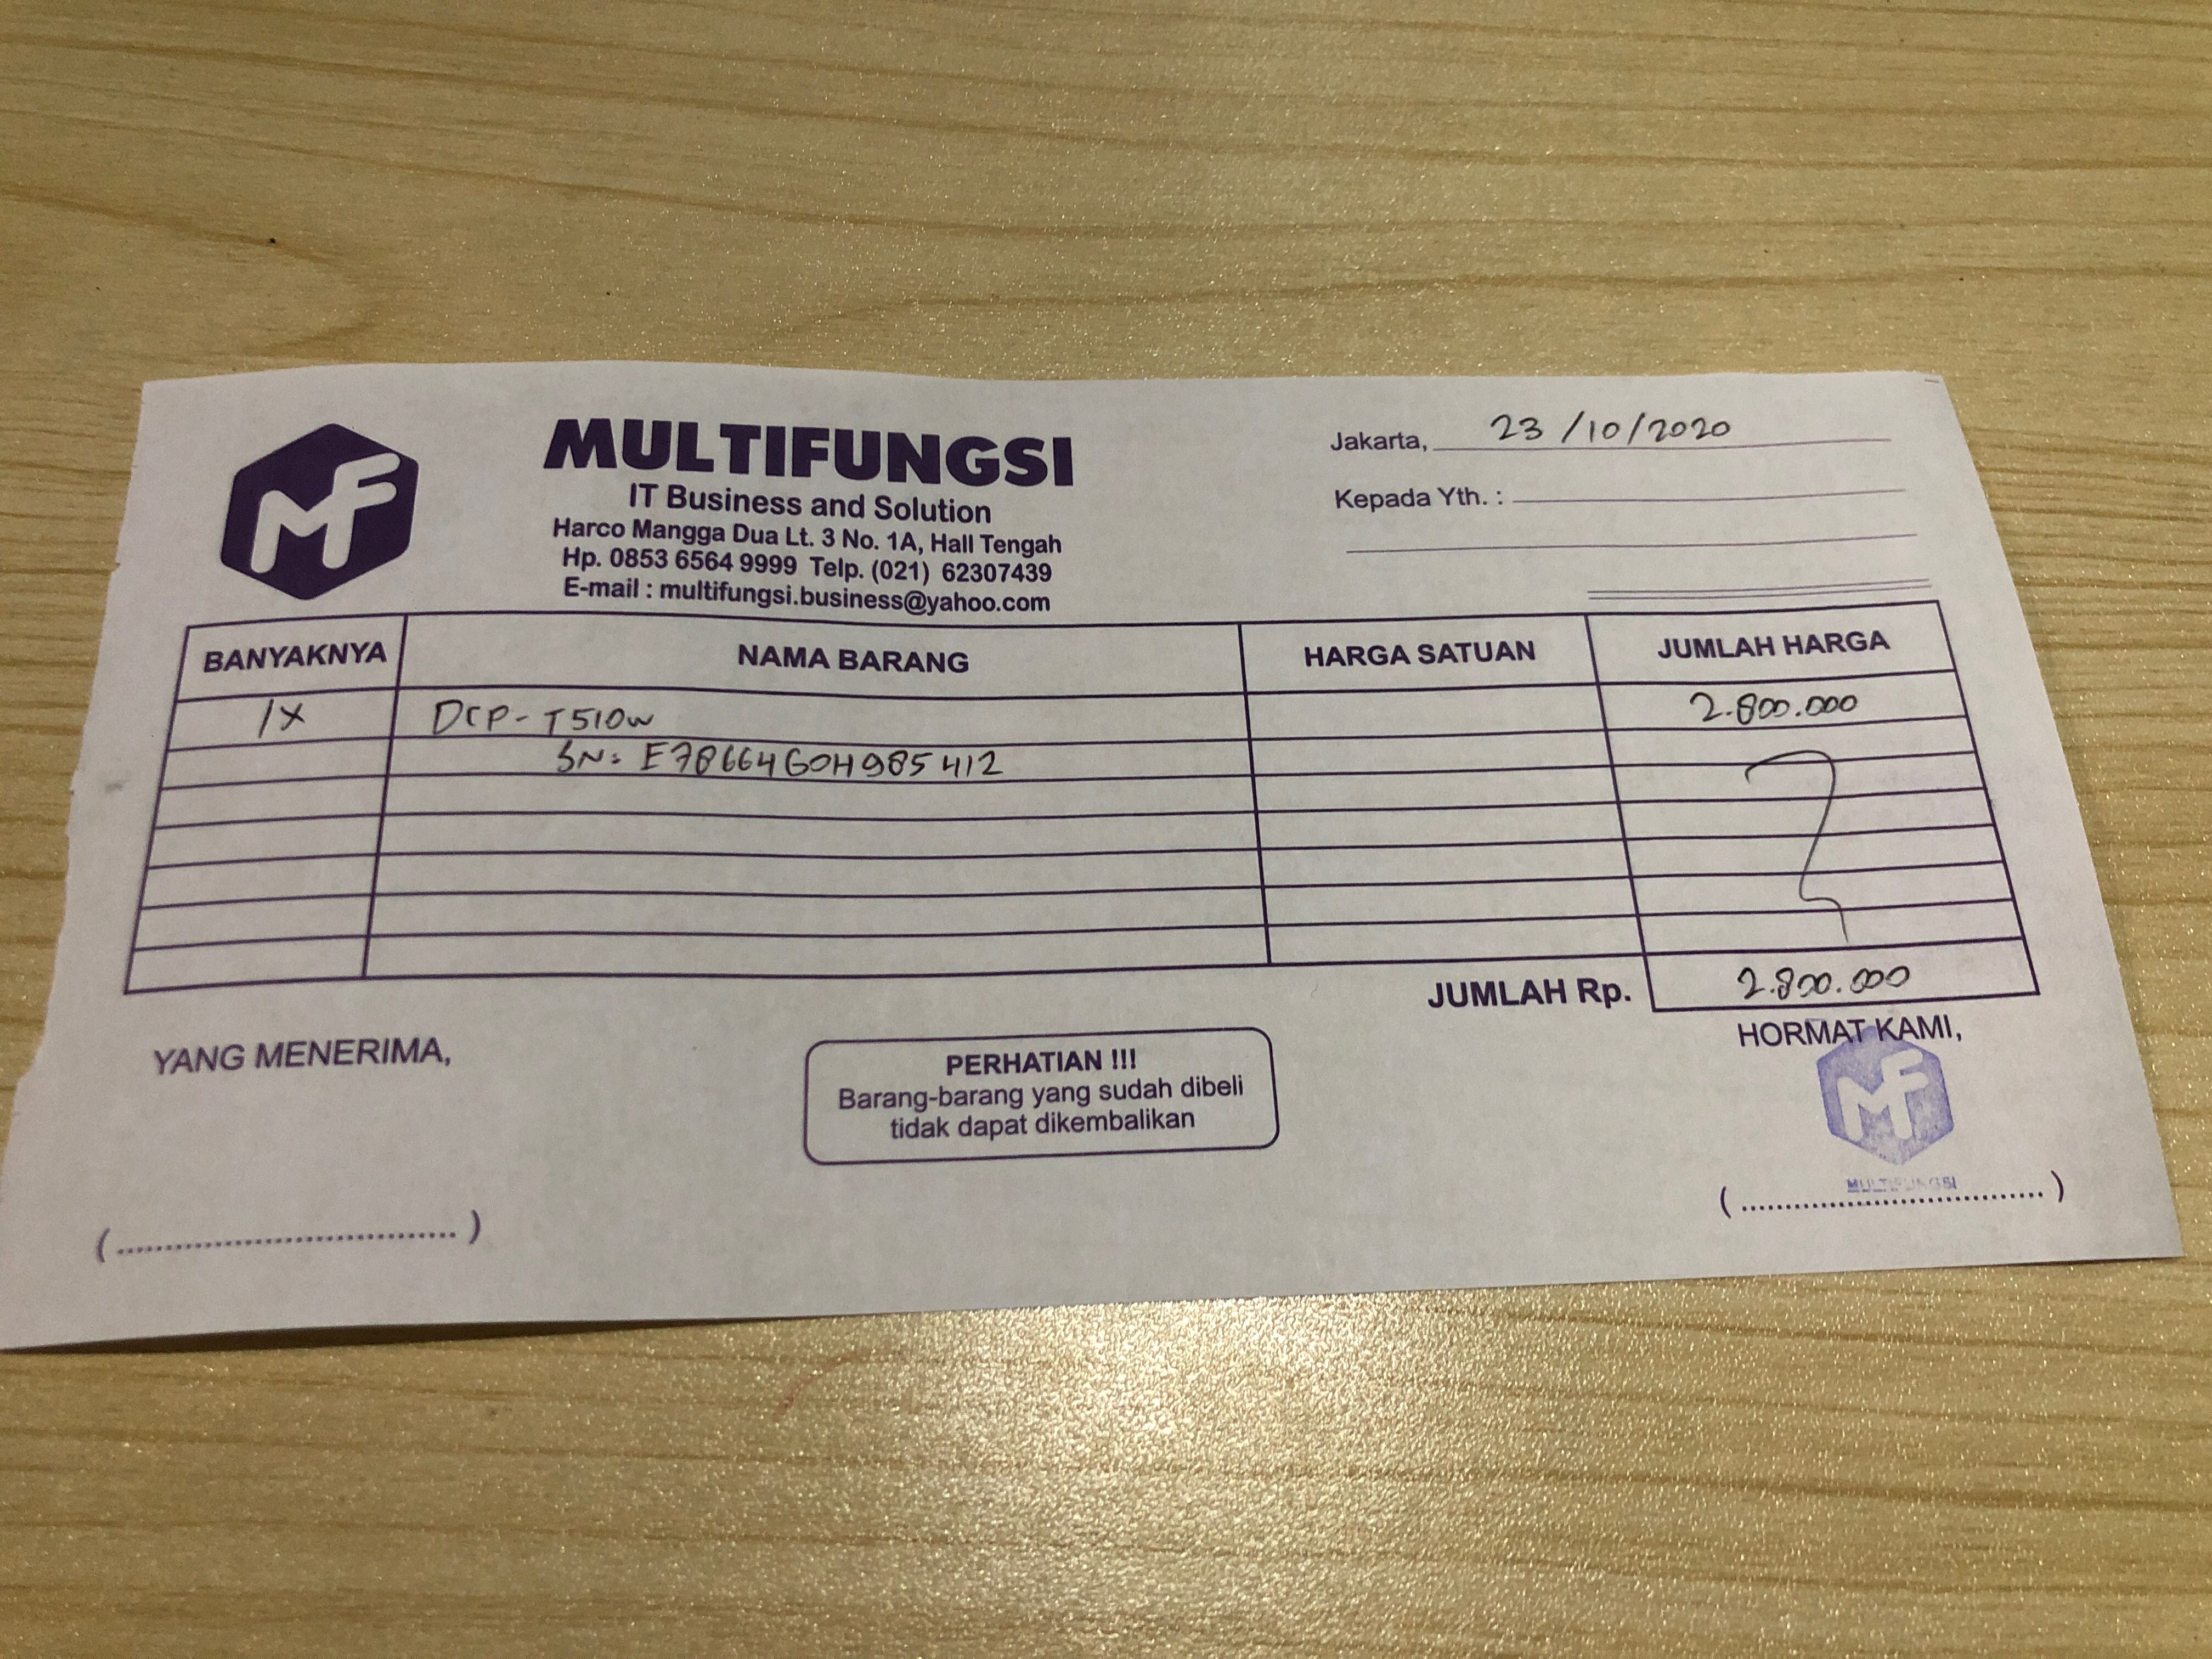 MF
MULTIFUNGSI
IT Business and Solution
Harco Mangga Dua Lt. 3 No. 1A, Hall Tengah
Hp. 0853 6564 9999 Telp. (021) 62307439
E-mail : multifungsi.business@yahoo.com
Jakarta, 23/10/2020
Kepada Yth. :
BANYAKNYA NAMA BARANG HARGA SATUAN JUMLAH HARGA
1X DCP-T510w 2.800.000
SN: E78664G0H985412
JUMLAH Rp. 2.800.000
YANG MENERIMA,
PERHATIAN !!!
Barang-barang yang sudah dibeli
tidak dapat dikembalikan
HORMAT KAMI,
MF
MULTIFUNGSI
(..................................)
(..................................)